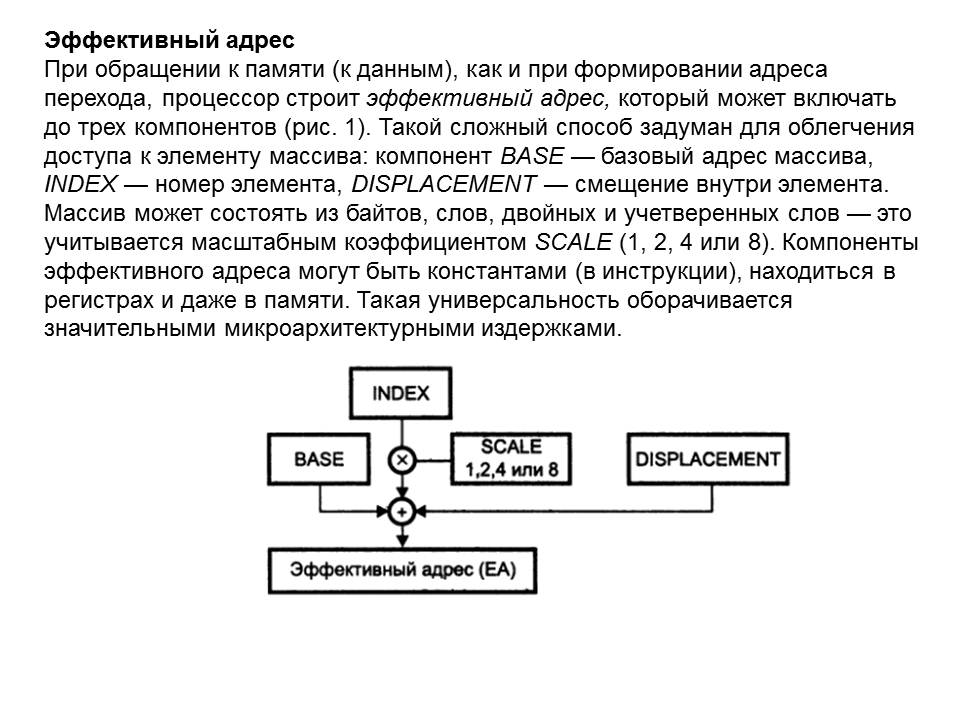 Эффективный адрес
При обращении к памяти (к данным), как и при формировании адреса
перехода, процессор строит эффективный адрес, который может включать
до трех компонентов (рис. 1). Такой сложный способ задуман для облегчения
доступа к элементу массива: компонент BASE — базовый адрес массива,
INDEX — номер элемента, DISPLACEMENT — смещение внутри элемента.
Массив может состоять из байтов, слов, двойных и учетверенных слов — это
учитывается масштабным коэффициентом SCALE (1, 2, 4 или 8). Компоненты
эффективного адреса могут быть константами (в инструкции), находиться в
регистрах и даже в памяти. Такая универсальность оборачивается
значительными микроархитектурными издержками.
INDEX
BASE
×
SCALE
1,2,4 или 8
DISPLACEMENT
+
Эффективный адрес (EA)